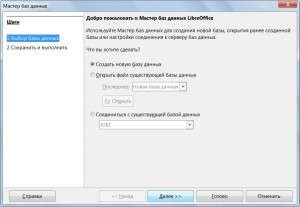 Мастер баз данных
Шаги
1.Выбор базы данных
2.Сохранить и выполнить
Добро пожаловать в Мастер баз данных LibreOffice
Используйте Мастер баз данных для создания новой базы, открытия ранее созданной
базы или настройки соединения к серверу баз данных.
Что вы хотите сделать?
Создать новую базу данных
Открыть файл существующей базы данных
Последние
Новая база данных
Открыть
Соединиться с существующей базой данных
Справка
<< Назад
Далее >>
Готово
Отменить